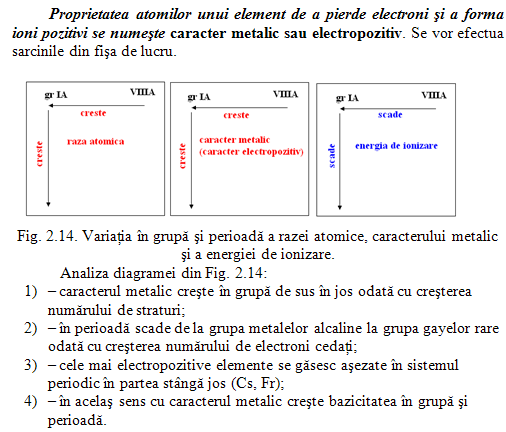 Proprietatea atomilor unui element de a pierde electroni şi a forma
ioni pozitivi se numeşte caracter metalic sau electropozitiv. Se vor efectua
sarcinile din fişa de lucru.
gr IA VIIIA
creste
raza atomica
creste
gr IA VIIIA
creste
caracter metalic
(caracter electropozitiv)
creste
gr IA VIIIA
scade
energia de ionizare
scade
Fig. 2.14. Variaţia în grupă şi perioadă a razei atomice, caracterului metalic
şi a energiei de ionizare.
Analiza diagramei din Fig. 2.14:
1) – caracterul metalic creşte în grupă de sus în jos odată cu creşterea
numărului de straturi;
2) – în perioadă scade de la grupa metalelor alcaline la grupa gayelor rare
odată cu creşterea numărului de electroni cedaţi;
3) – cele mai electropozitive elemente se găsesc aşezate în sistemul
periodic în partea stângă jos (Cs, Fr);
4) – în acelaş sens cu caracterul metalic creşte bazicitatea în grupă şi
perioadă.